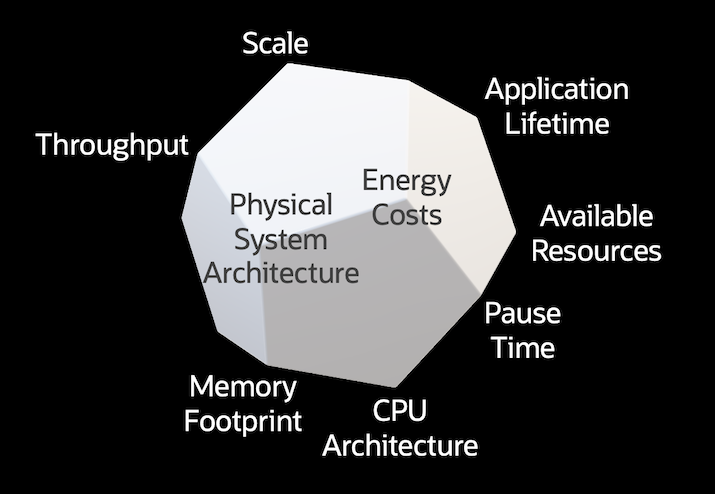 Scale
Application
Lifetime
Throughput
Energy
Costs
Physical
System
Architecture
Available
Resources
Pause
Time
Memory
Footprint
CPU
Architecture